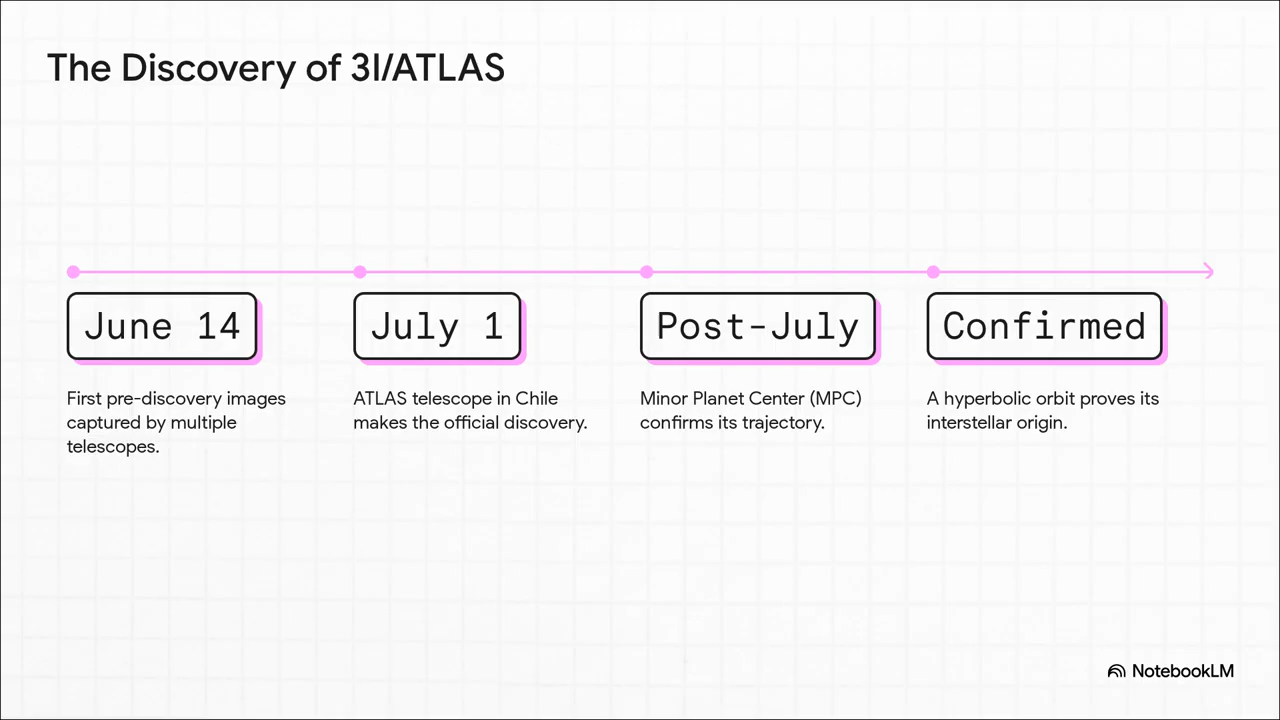 The Discovery of 3I/ATLAS
June 14
First pre-discovery images
captured by multiple
telescopes.
July 1
ATLAS telescope in Chile
makes the official discovery.
Post-July
Minor Planet Center (MPC)
confirms its trajectory.
Confirmed
A hyperbolic orbit proves its
interstellar origin.
NotebookLM